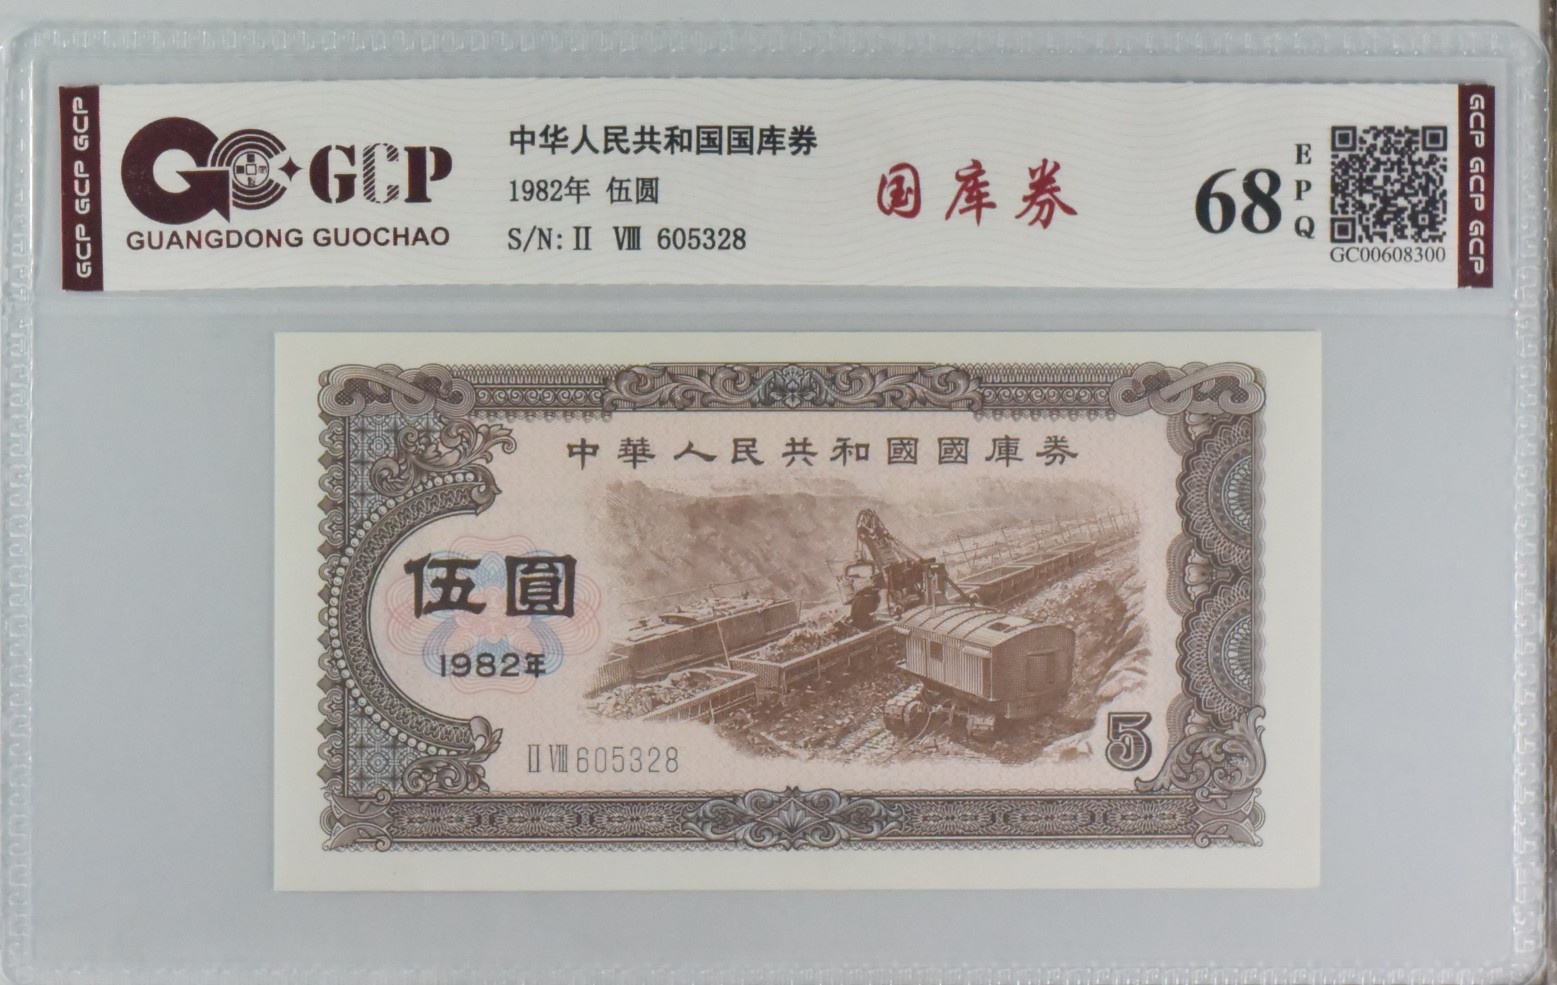 GCP GCP GCP
GCP
GUANGDONG GUOCHAO
中华人民共和国国库券
1982年 伍圆
S/N: II VIII 605328
国库券
68
EPQ
GC00608300
GCP GCP GCP
中華人民共和國國庫券
伍圓
1982年
II VIII 605328
5